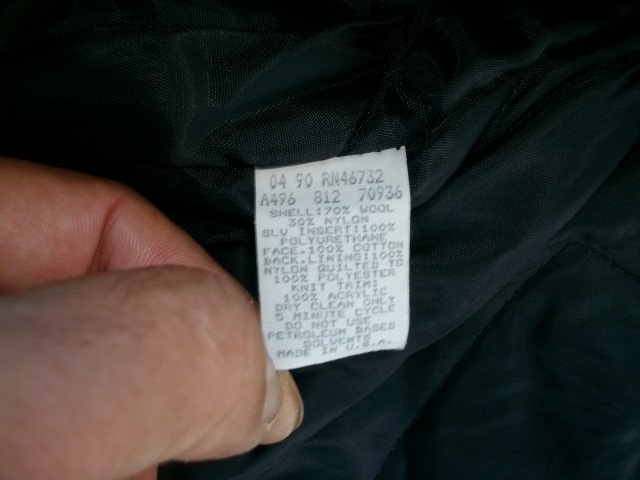 04 90 RN46732
A496 812 70936
SHELL:70% WOOL
30% NYLON
SLV INSERT:100%
POLYURETHANE
FACE.100% COTTON
BACK.LINING:100%
NYLON QUILTED TO
100% POLYESTER
KNIT TRIM:
100% ACRYLIC
DRY CLEAN ONLY
5 MINUTE CYCLE
DO NOT USE
PETROLEUM BASED
SOLVENTS
MADE IN U.S.A.